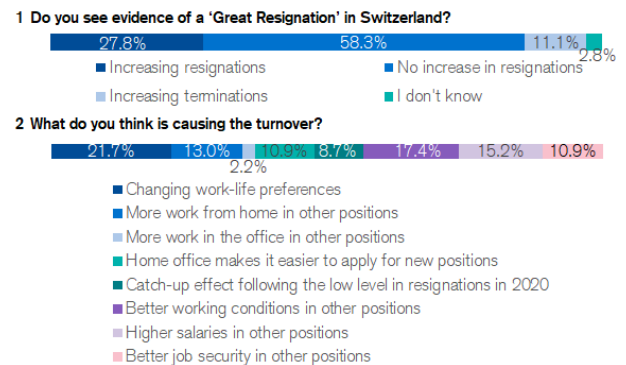 1 Do you see evidence of a ‘Great Resignation’ in Switzerland?
27.8% 58.3% 11.1% 2.8%
Increasing resignations No increase in resignations
Increasing terminations I don't know
2 What do you think is causing the turnover?
21.7% 13.0% 2.2% 10.9% 8.7% 17.4% 15.2% 10.9%
Changing work-life preferences
More work from home in other positions
More work in the office in other positions
Home office makes it easier to apply for new positions
Catch-up effect following the low level in resignations in 2020
Better working conditions in other positions
Higher salaries in other positions
Better job security in other positions